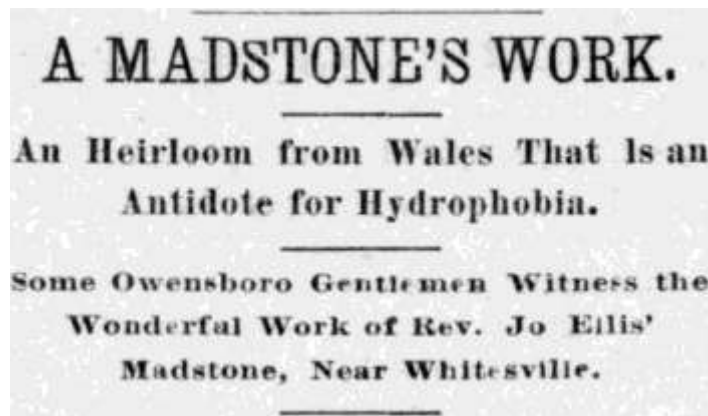 A MADSTONE'S WORK.
An Heirloom from Wales That Is an
Antidote for Hydrophobia.
Some Owensboro Gentlemen Witness the
Wonderful Work of Rev. Jo Ellis'
Madstone, Near Whitesville.